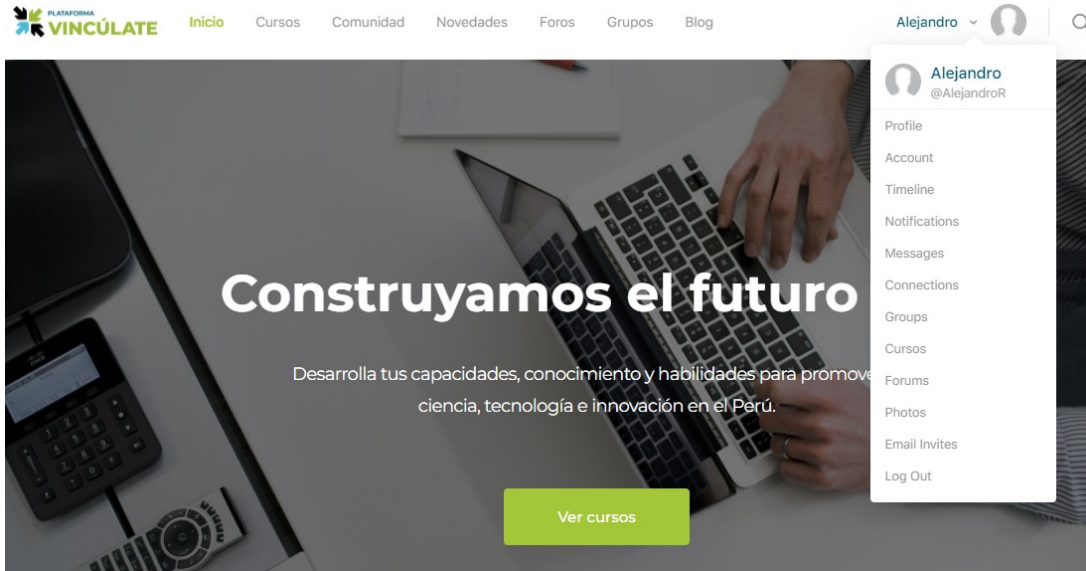 PLATAFORMA
VINCÚLATE
Inicio Cursos Comunidad Novedades Foros Grupos Blog
Alejandro
Alejandro
@AlejandroR
Profile
Account
Timeline
Notifications
Messages
Connections
Groups
Cursos
Forums
Photos
Email Invites
Log Out
Construyamos el futuro
Desarrolla tus capacidades, conocimiento y habilidades para promove
ciencia, tecnología e innovación en el Perú.
Ver cursos